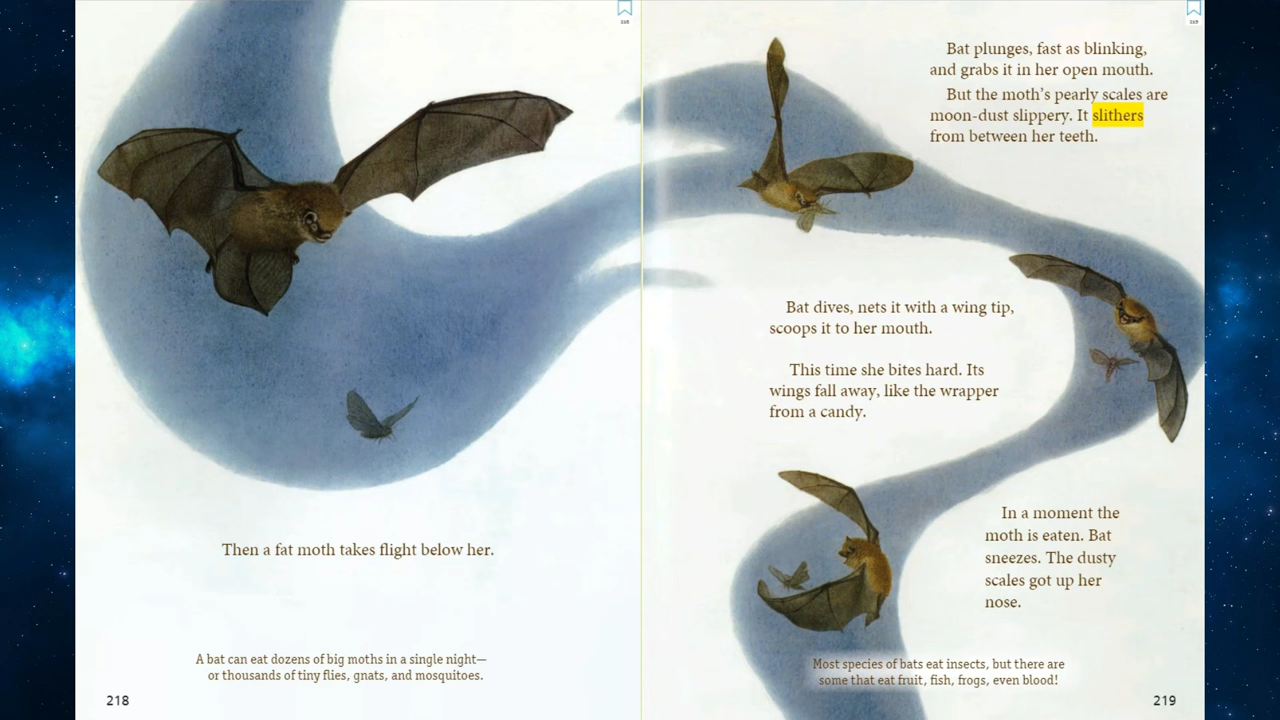 Then a fat moth takes flight below her.
A bat can eat dozens of big moths in a single night—
or thousands of tiny flies, gnats, and mosquitoes.
218
218
219
Bat plunges, fast as blinking,
and grabs it in her open mouth.
But the moth's pearly scales are
moon-dust slippery. It slithers
from between her teeth.
Bat dives, nets it with a wing tip,
scoops it to her mouth.
This time she bites hard. Its
wings fall away, like the wrapper
from a candy.
In a moment the
moth is eaten. Bat
sneezes. The dusty
scales got up her
nose.
Most species of bats eat insects, but there are
some that eat fruit, fish, frogs, even blood!
219